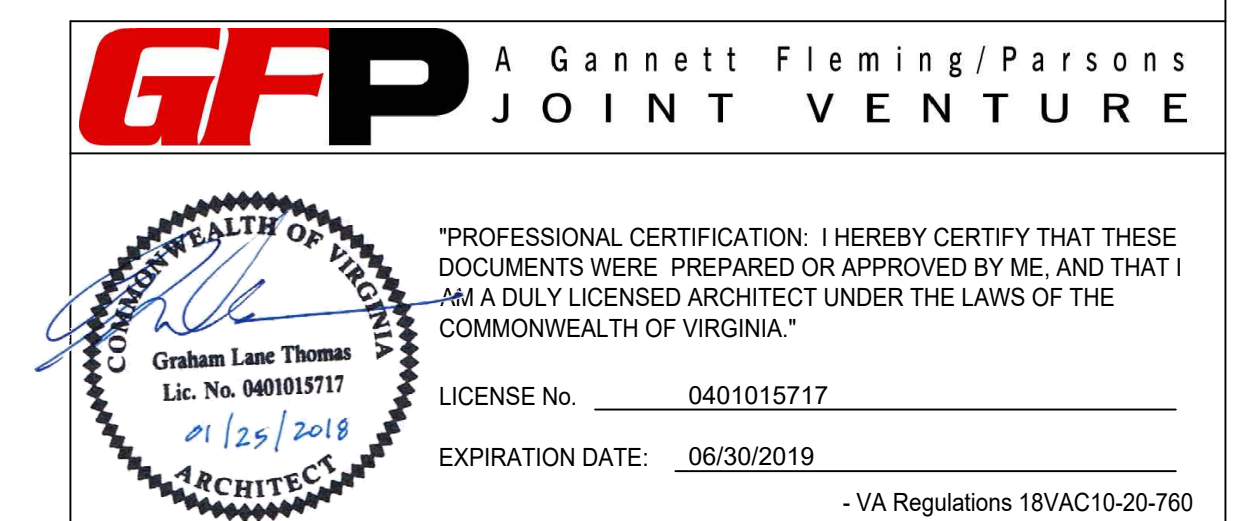 GFP
A Gannett Fleming/Parsons
JOINT VENTURE
COMMONWEALTH OF VIRGINIA
Graham Lane Thomas
Lic. No. 0401015717
01/25/2018
ARCHITECT
"PROFESSIONAL CERTIFICATION: I HEREBY CERTIFY THAT THESE
DOCUMENTS WERE PREPARED OR APPROVED BY ME, AND THAT I
AM A DULY LICENSED ARCHITECT UNDER THE LAWS OF THE
COMMONWEALTH OF VIRGINIA."
LICENSE No. 0401015717
EXPIRATION DATE: 06/30/2019
- VA Regulations 18VAC10-20-760